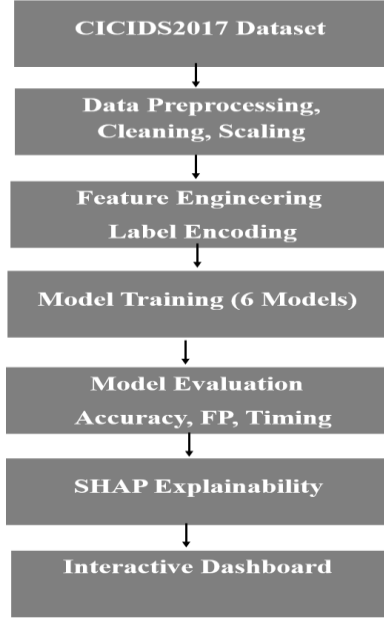 CICIDS2017 Dataset
Data Preprocessing,
Cleaning, Scaling
Feature Engineering
Label Encoding
Model Training (6 Models)
Model Evaluation
Accuracy, FP, Timing
SHAP Explainability
Interactive Dashboard